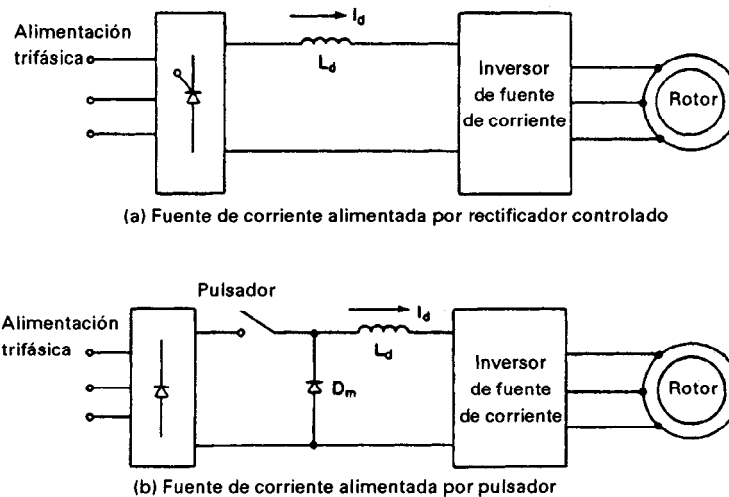 Alimentación
trifásica
I_d
L_d
Inversor
de fuente
de corriente
Rotor
(a) Fuente de corriente alimentada por rectificador controlado
Pulsador
Alimentación
trifásica
I_d
L_d
D_m
Inversor
de fuente
de corriente
Rotor
(b) Fuente de corriente alimentada por pulsador